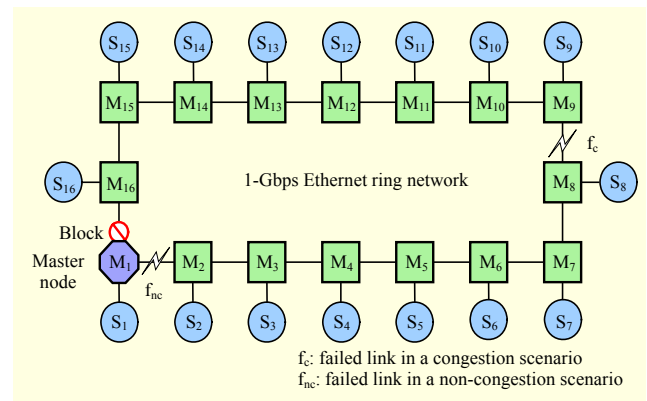 S15 S14 S13 S12 S11 S10 S9
M15 M14 M13 M12 M11 M10 M9
fc
S16 M16 1-Gbps Ethernet ring network M8 S8
Block
Master node M1 M2 M3 M4 M5 M6 M7
fnc
S1 S2 S3 S4 S5 S6 S7
fc: failed link in a congestion scenario
fnc: failed link in a non-congestion scenario